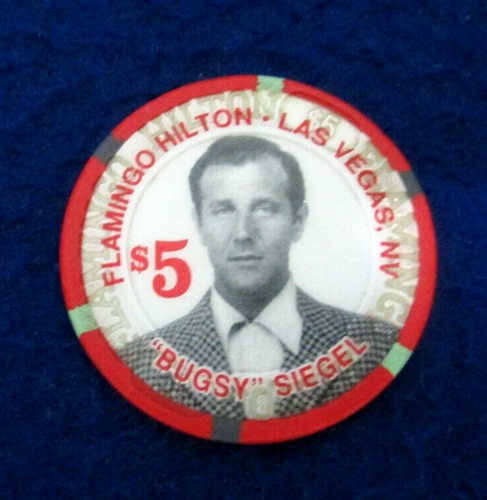 FLAMINGO HILTON · LAS VEGAS, NV
$5
"BUGSY" SIEGEL